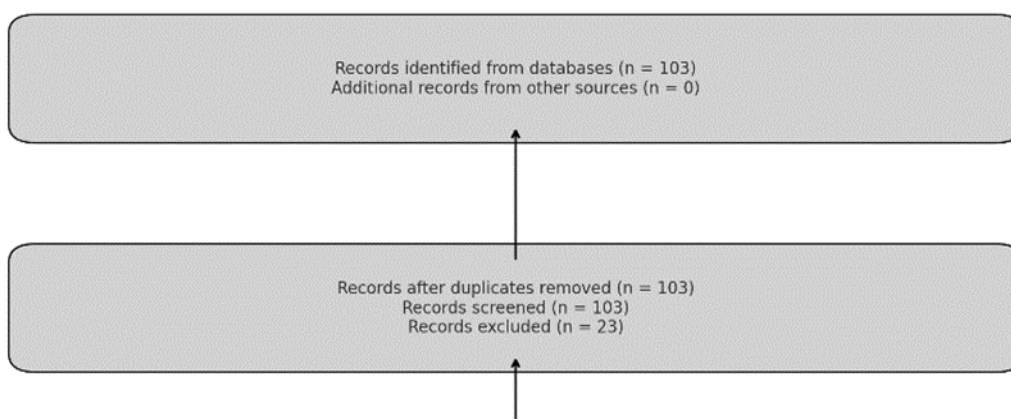 Records identified from databases (n = 103)
Additional records from other sources (n = 0)
Records after duplicates removed (n = 103)
Records screened (n = 103)
Records excluded (n = 23)